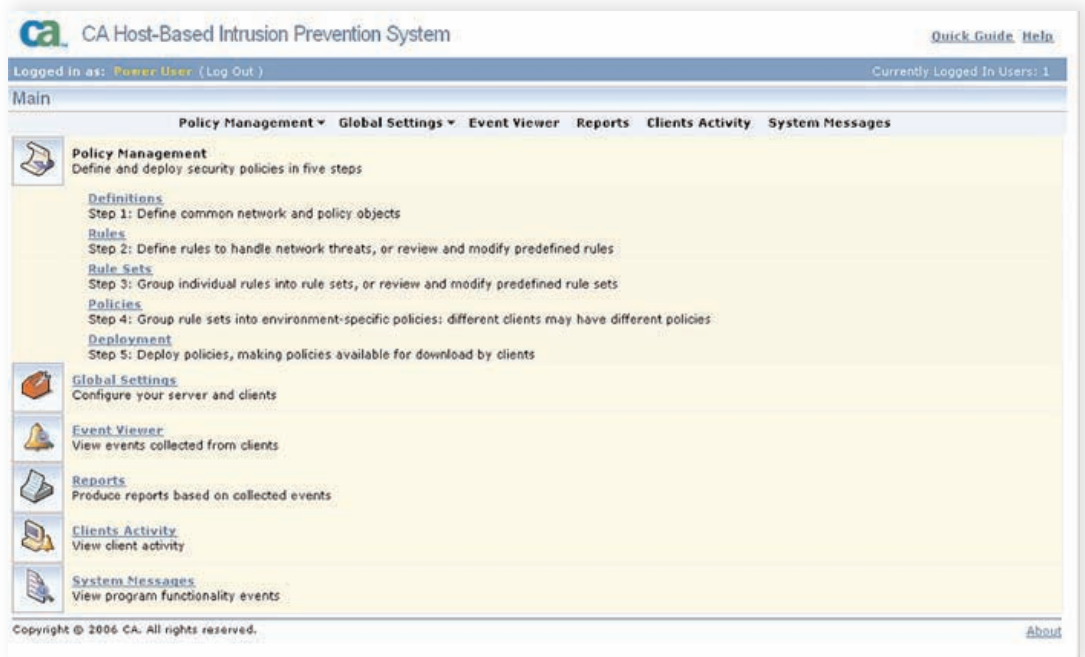 ca
CA Host-Based Intrusion Prevention System
Quick Guide Help
Logged in as: Power User (Log Out)
Currently Logged In Users: 1
Main
Policy Management Global Settings Event Viewer Reports Clients Activity System Messages
Policy Management
Define and deploy security policies in five steps
Definitions
Step 1: Define common network and policy objects
Rules
Step 2: Define rules to handle network threats, or review and modify predefined rules
Rule Sets
Step 3: Group individual rules into rule sets, or review and modify predefined rule sets
Policies
Step 4: Group rule sets into environment-specific policies: different clients may have different policies
Deployment
Step 5: Deploy policies, making policies available for download by clients
Global Settings
Configure your server and clients
Event Viewer
View events collected from clients
Reports
Produce reports based on collected events
Clients Activity
View client activity
System Messages
View program functionality events
Copyright © 2006 CA. All rights reserved.
About